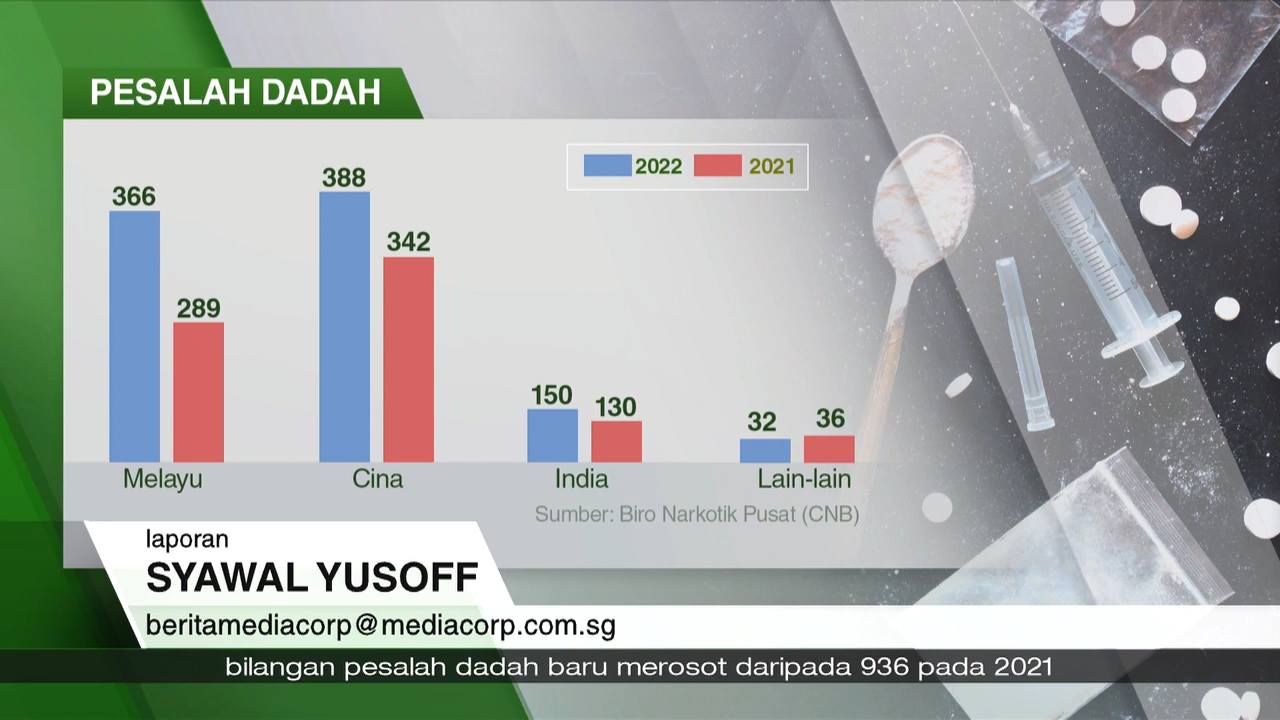 PESALAH DADAH
2022 2021
366
289
388
342
150
130
32
36
Melayu Cina India Lain-lain
Sumber: Biro Narkotik Pusat (CNB)
laporan
SYAWAL YUSOFF
beritamediacorp@mediacorp.com.sg
bilangan pesalah dadah baru merosot daripada 936 pada 2021